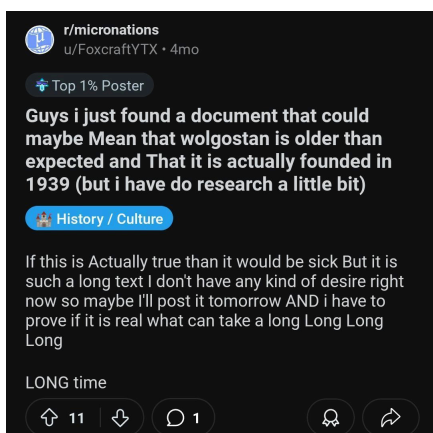 r/micronations
u/FoxcraftYTX • 4mo
Top 1% Poster
Guys i just found a document that could
maybe Mean that wolgostan is older than
expected and That it is actually founded in
1939 (but i have do research a little bit)
History / Culture
If this is Actually true than it would be sick But it is
such a long text I don't have any kind of desire right
now so maybe I'll post it tomorrow AND i have to
prove if it is real what can take a long Long Long
Long
LONG time
11
1